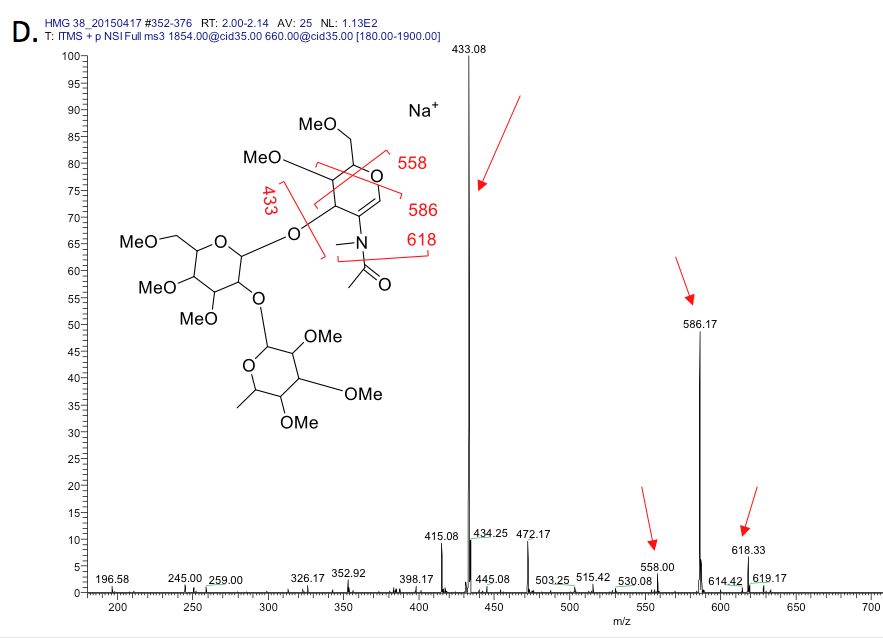 D.
HMG 38_20150417 #352-376 RT: 2.00-2.14 AV: 25 NL: 1.13E2
T: ITMS + p NSI Full ms3 1854.00@cid35.00 660.00@cid35.00 [180.00-1900.00]
433.08
100
95
90
85
80
75
70
65
60
55
50
45
40
35
30
25
20
15
10
5
0
Na+
MeO
MeO
O
558
433
586
618
O
N
O
MeO
O
MeO
MeO
O
OMe
O
OMe
OMe
586.17
415.08
434.25
472.17
558.00
618.33
196.58
245.00
259.00
326.17
352.92
398.17
445.08
503.25
515.42
530.08
614.42
619.17
200
250
300
350
400
450
500
550
600
650
700
m/z